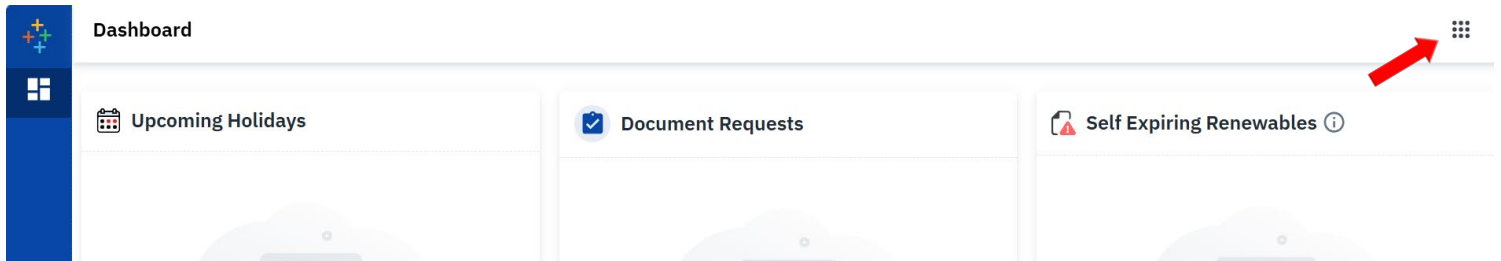 Dashboard
Upcoming Holidays
Document Requests
Self Expiring Renewables